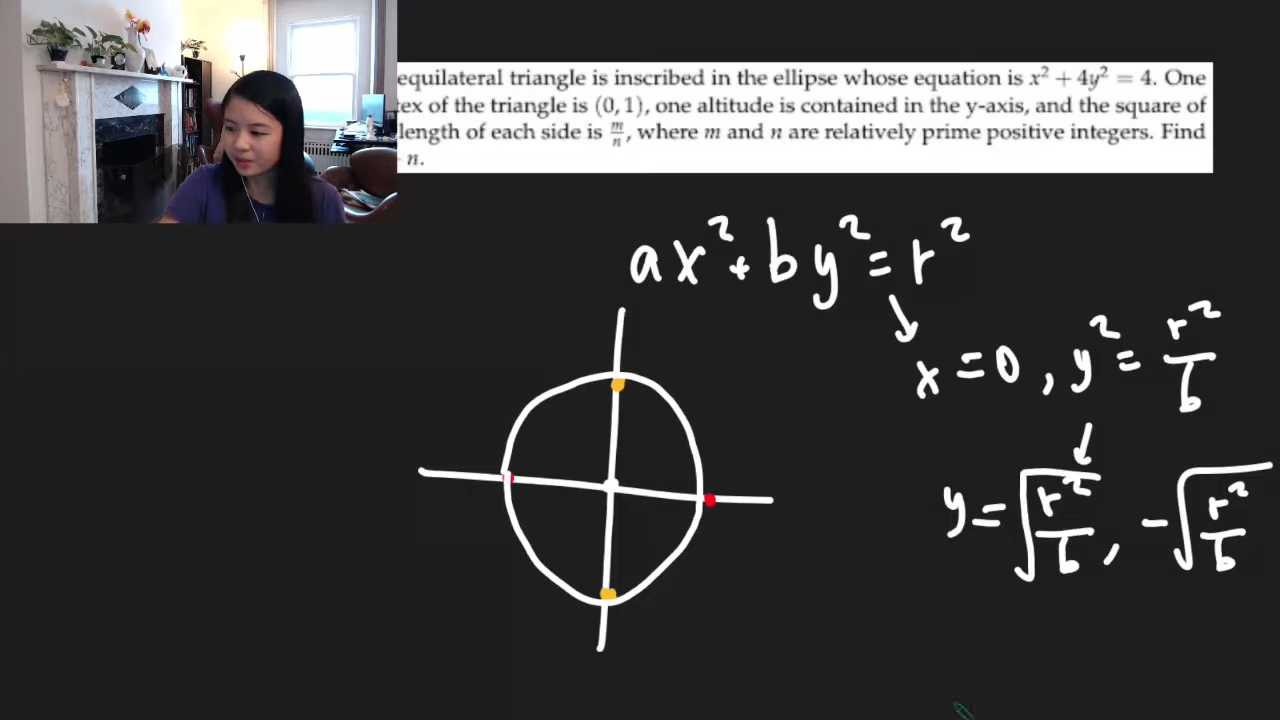 equilateral triangle is inscribed in the ellipse whose equation is x² + 4y² = 4. One
ex of the triangle is (0, 1), one altitude is contained in the y-axis, and the square of
length of each side is m/n, where m and n are relatively prime positive integers. Find
n.
ax² + by² = r²
↓
x = 0, y² = r²/b
↓
y = √(r²/b), -√(r²/b)